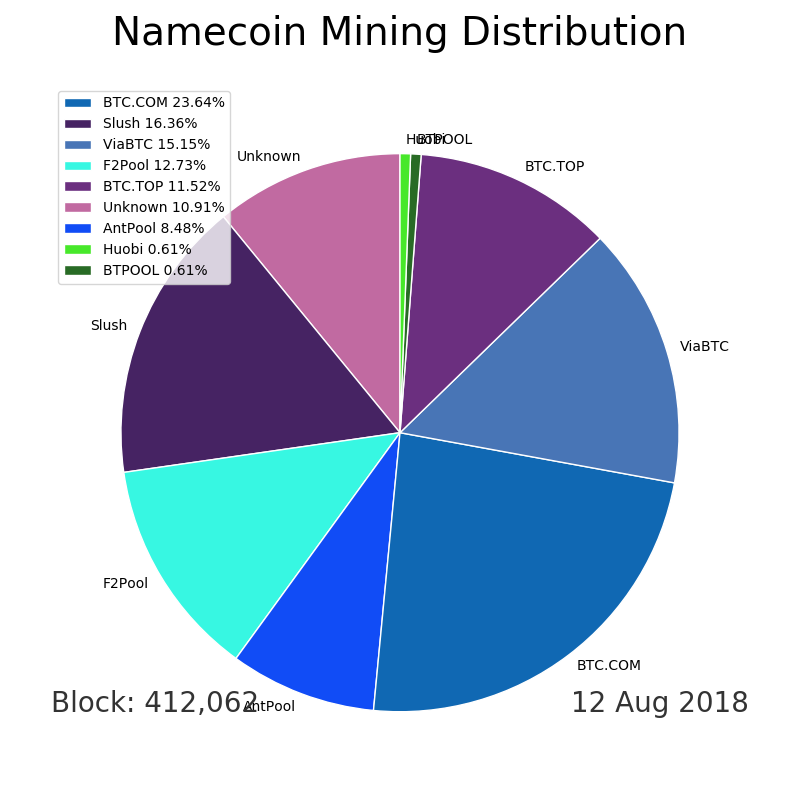 Namecoin Mining Distribution
BTC.COM 23.64%
Slush 16.36%
ViaBTC 15.15%
F2Pool 12.73%
BTC.TOP 11.52%
Unknown 10.91%
AntPool 8.48%
Huobi 0.61%
BTPOOL 0.61%
Huobi
BTPOOL
Unknown
BTC.TOP
Slush
ViaBTC
F2Pool
BTC.COM
AntPool
Block: 412,062
12 Aug 2018